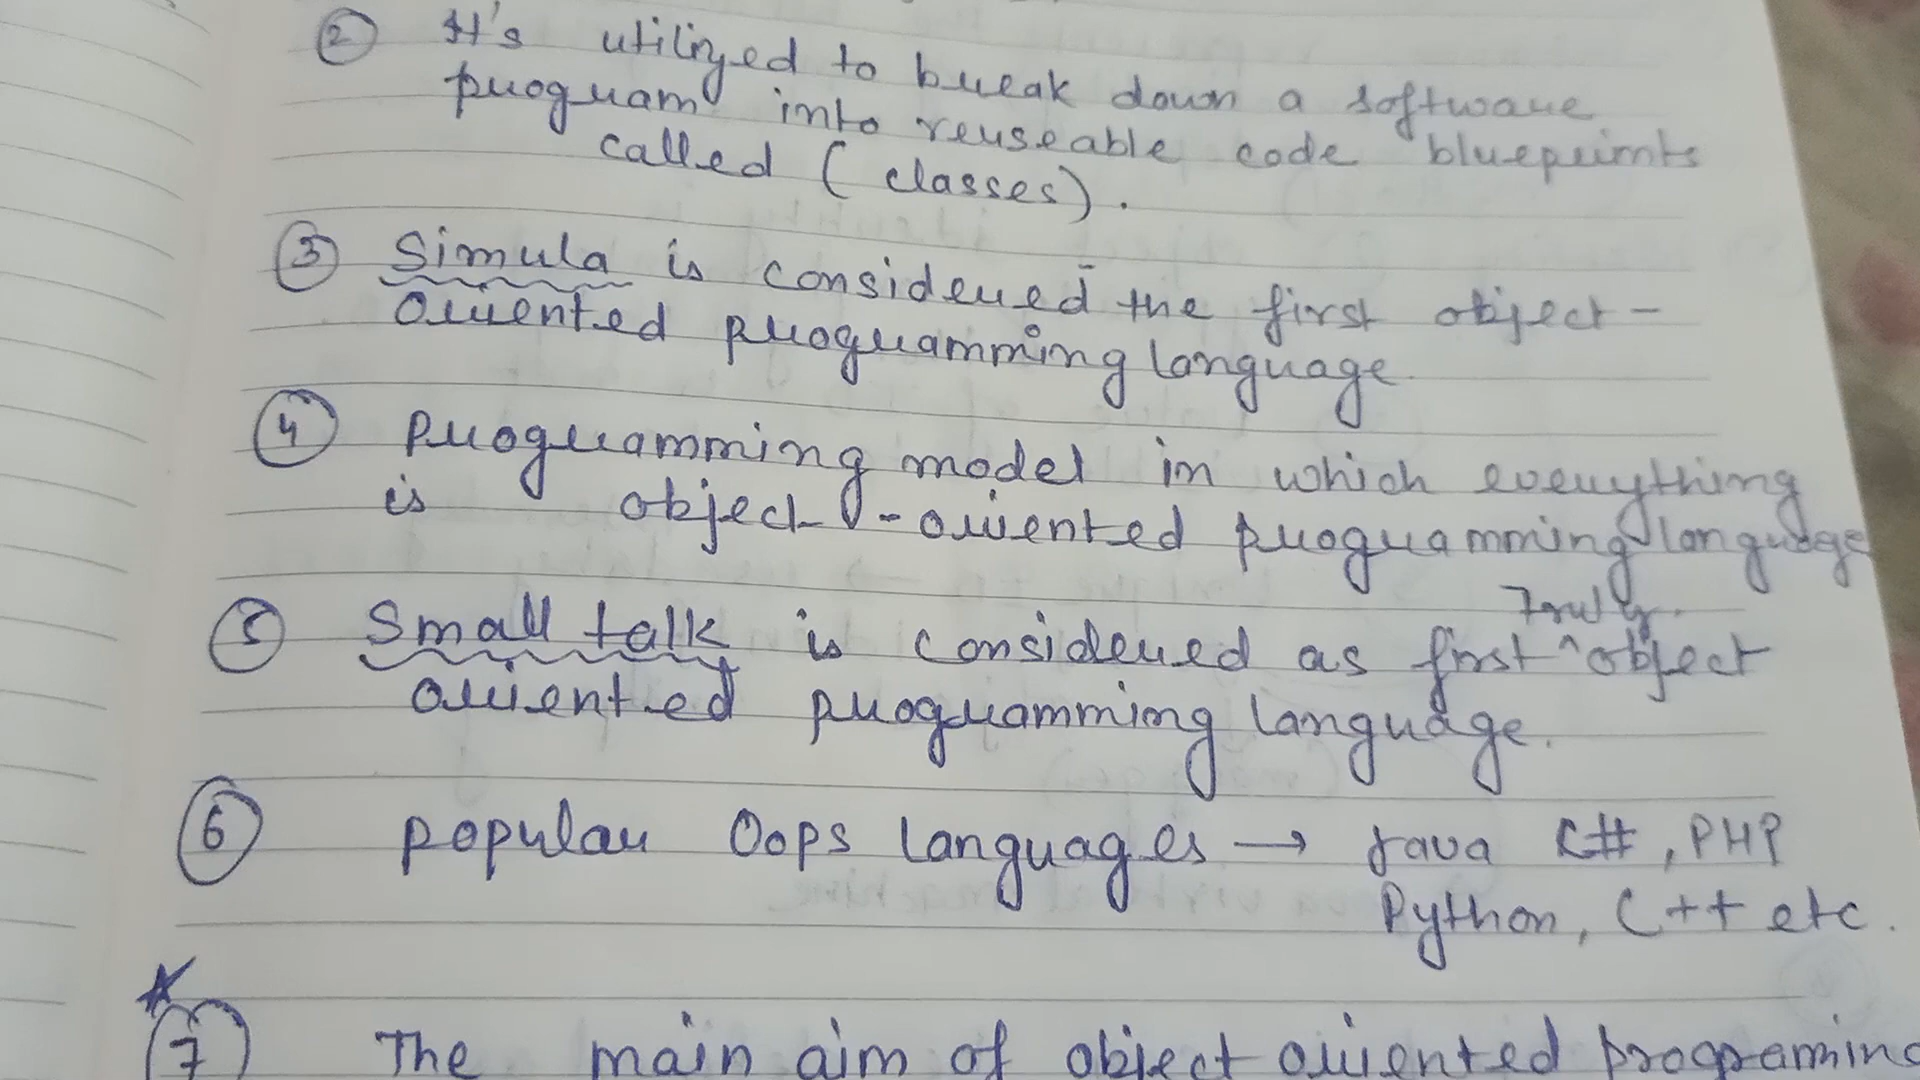 ② It's utilized to break down a software
program into reuseable code blueprints
called (classes).
③ Simula is considered the first object-
oriented programming language
④ Programming model in which everything
is object-oriented programming language
Truly
⑤ Small talk is considered as first ^ object
oriented programming language.
⑥ popular Oops languages → Java C#, PHP
Python, C++ etc.
⑦ The main aim of object oriented programing